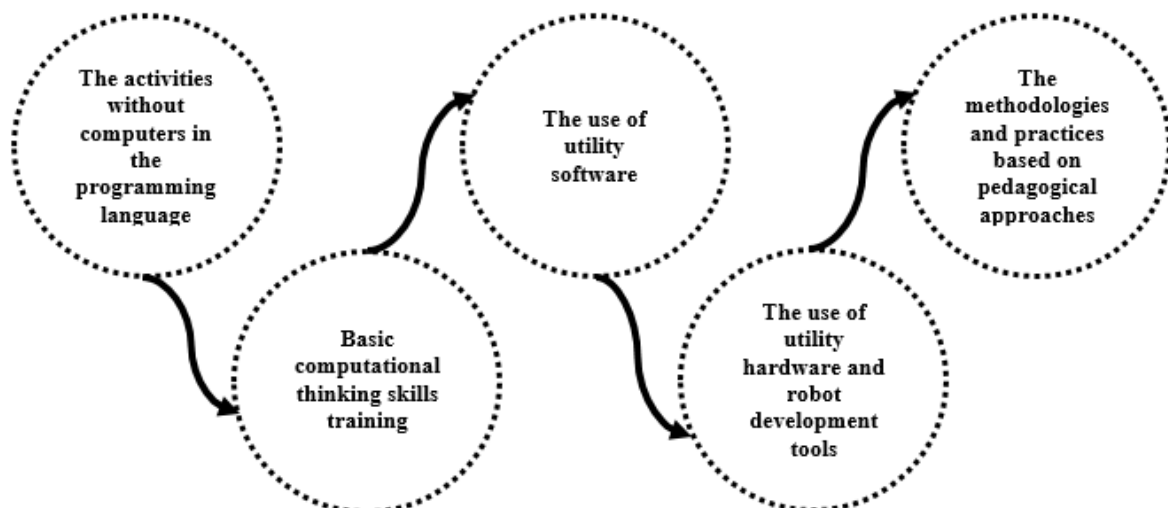 The activities
without
computers in
the
programming
language
Basic
computational
thinking skills
training
The use of
utility
software
The use of
utility
hardware and
robot
development
tools
The
methodologies
and practices
based on
pedagogical
approaches